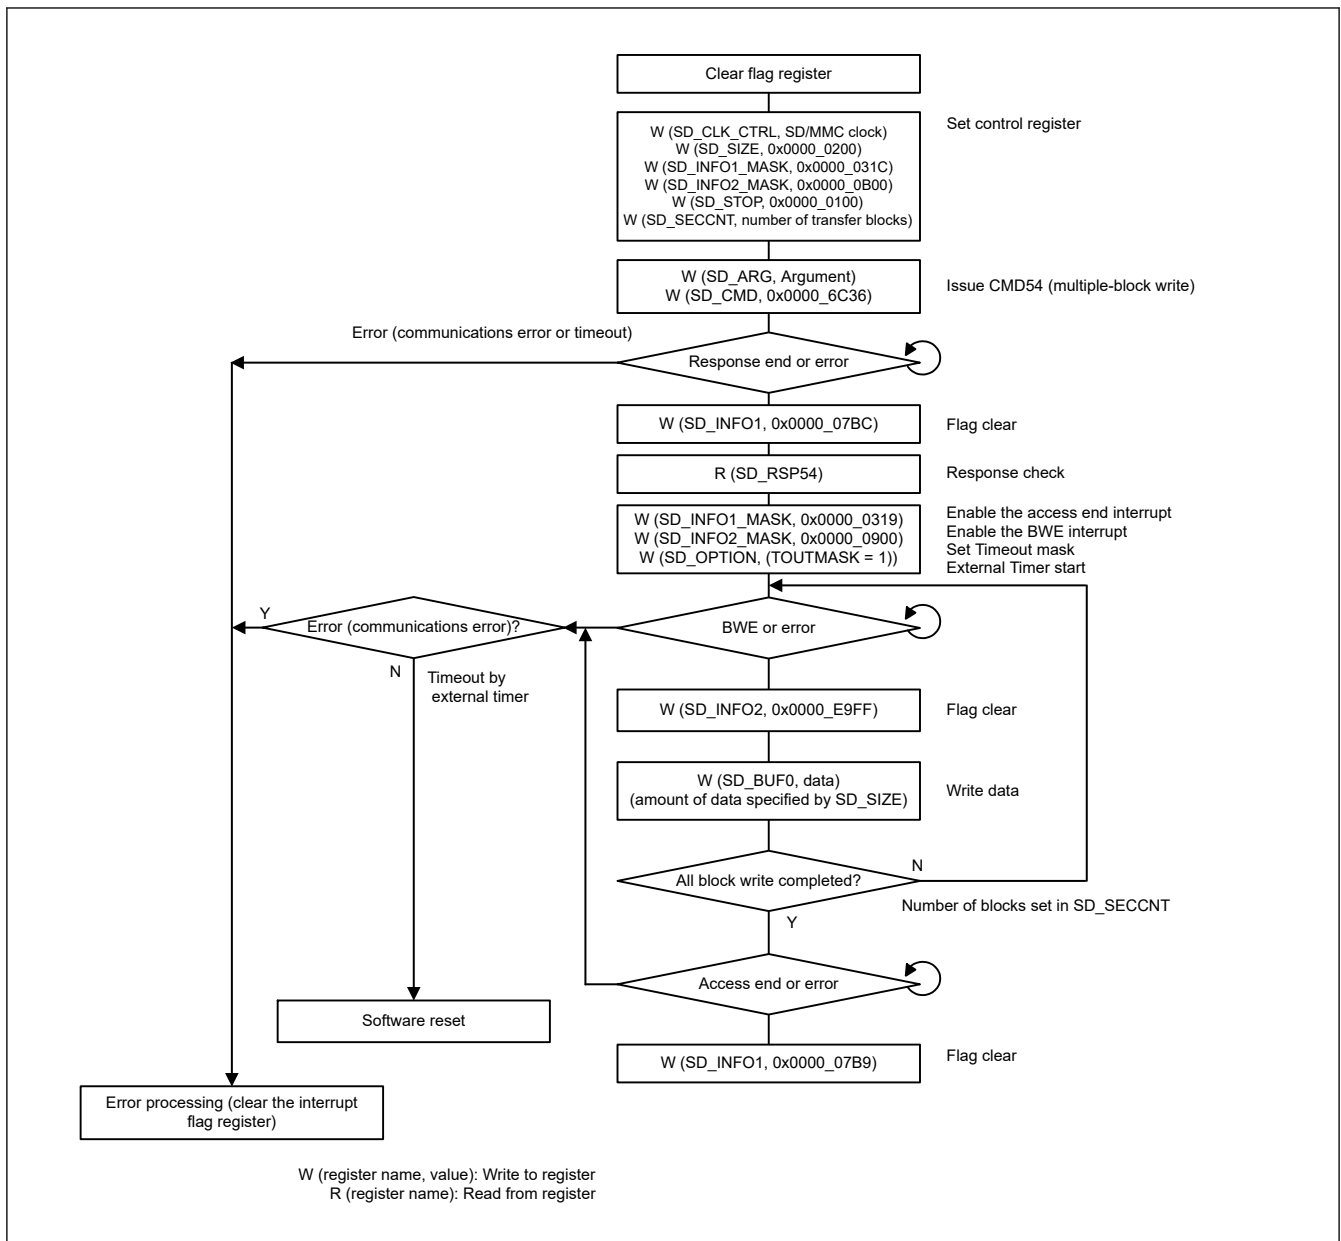 Clear flag register
W (SD_CLK_CTRL, SD/MMC clock)
W (SD_SIZE, 0x0000_0200)
W (SD_INFO1_MASK, 0x0000_031C)
W (SD_INFO2_MASK, 0x0000_0B00)
W (SD_STOP, 0x0000_0100)
W (SD_SECCNT, number of transfer blocks)
Set control register
W (SD_ARG, Argument)
W (SD_CMD, 0x0000_6C36)
Issue CMD54 (multiple-block write)
Error (communications error or timeout)
Response end or error
W (SD_INFO1, 0x0000_07BC)
Flag clear
R (SD_RSP54)
Response check
W (SD_INFO1_MASK, 0x0000_0319)
W (SD_INFO2_MASK, 0x0000_0900)
W (SD_OPTION, (TOUTMASK = 1))
Enable the access end interrupt
Enable the BWE interrupt
Set Timeout mask
External Timer start
Y
Error (communications error)?
BWE or error
N
Timeout by
external timer
W (SD_INFO2, 0x0000_E9FF)
Flag clear
W (SD_BUF0, data)
(amount of data specified by SD_SIZE)
Write data
All block write completed?
N
Number of blocks set in SD_SECCNT
Y
Access end or error
Software reset
W (SD_INFO1, 0x0000_07B9)
Flag clear
Error processing (clear the interrupt
flag register)
W (register name, value): Write to register
R (register name): Read from register